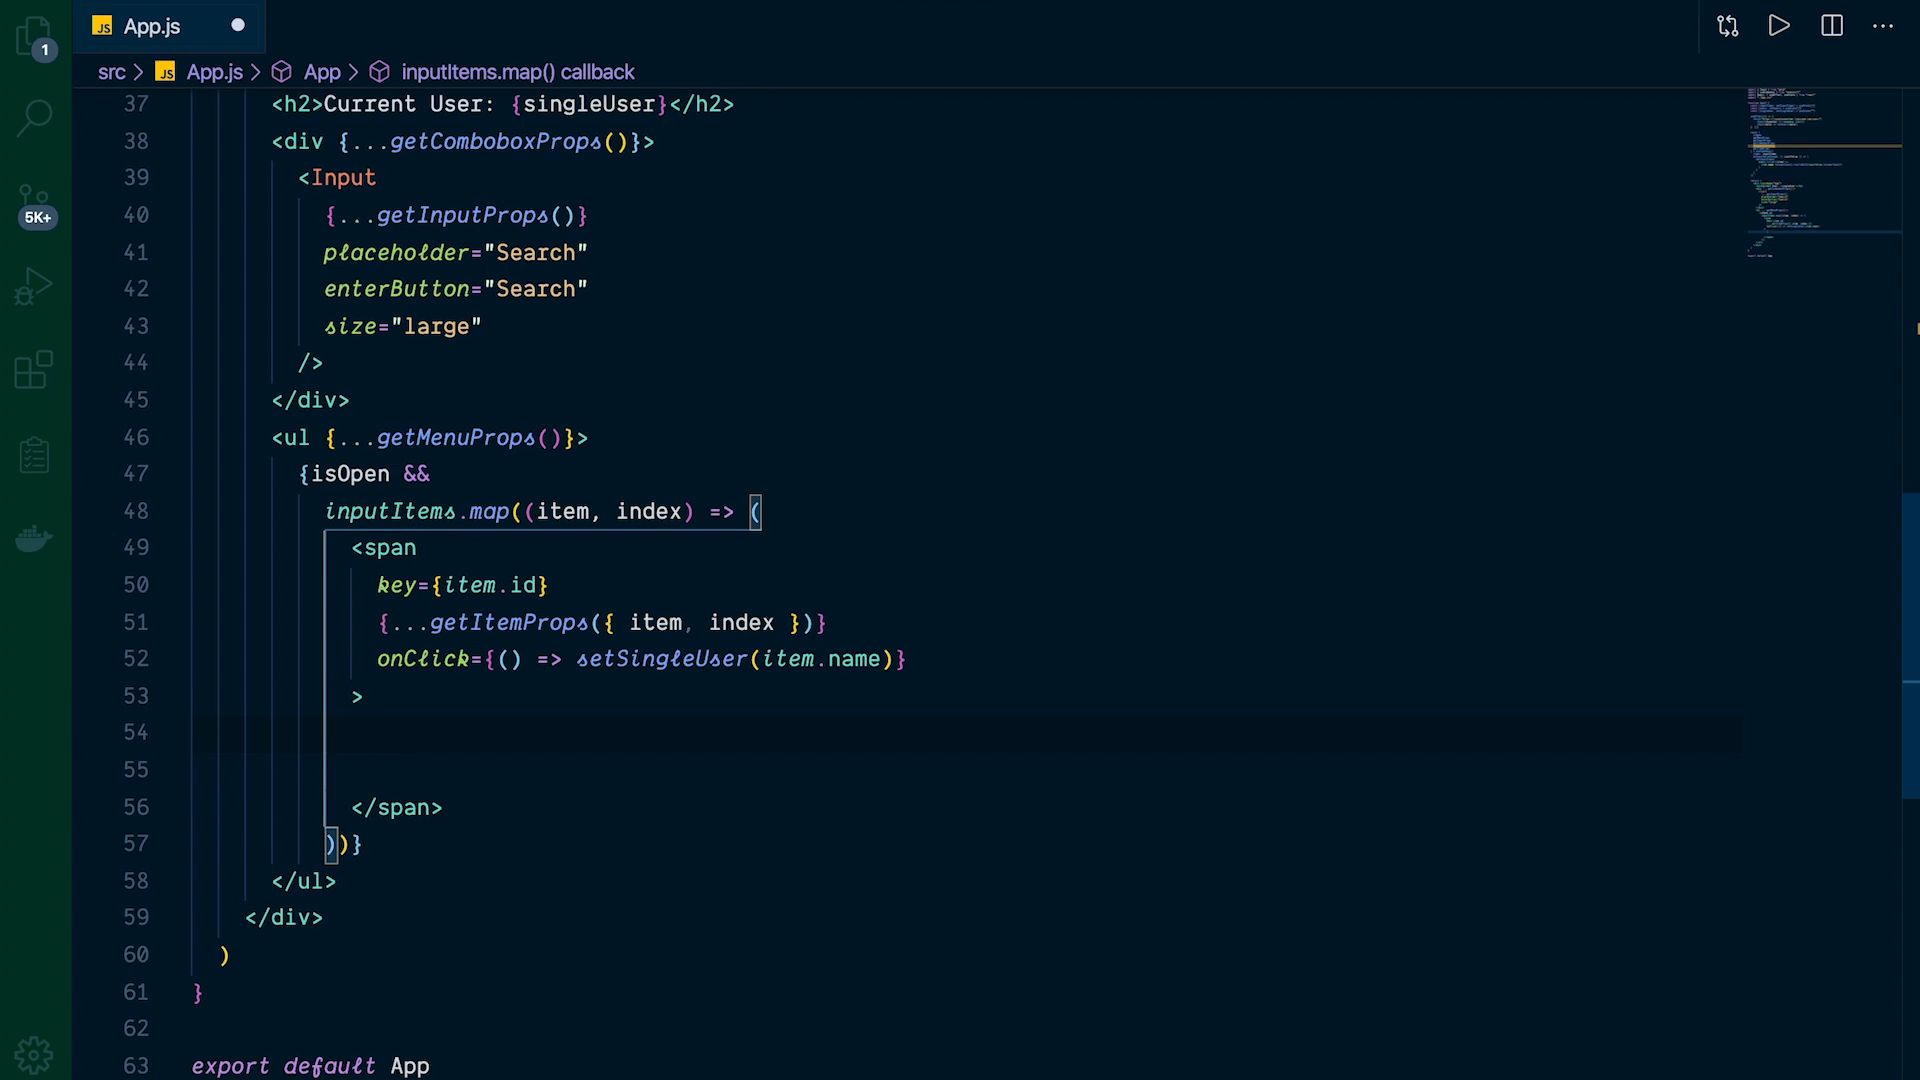 JS App.js
1
src > JS App.js > App > inputItems.map() callback
37 <h2>Current User: {singleUser}</h2>
38 <div {...getComboboxProps()}>
39 <Input
40 {...getInputProps()}
41 placeholder="Search"
42 enterButton="Search"
43 size="large"
44 />
45 </div>
46 <ul {...getMenuProps()}>
47 {isOpen &&
48 inputItems.map((item, index) => (
49 <span
50 key={item.id}
51 {...getItemProps({ item, index })}
52 onClick={() => setSingleUser(item.name)}
53 >
54
55
56 </span>
57 ))}
58 </ul>
59 </div>
60 )
61 }
62
63 export default App
5K+